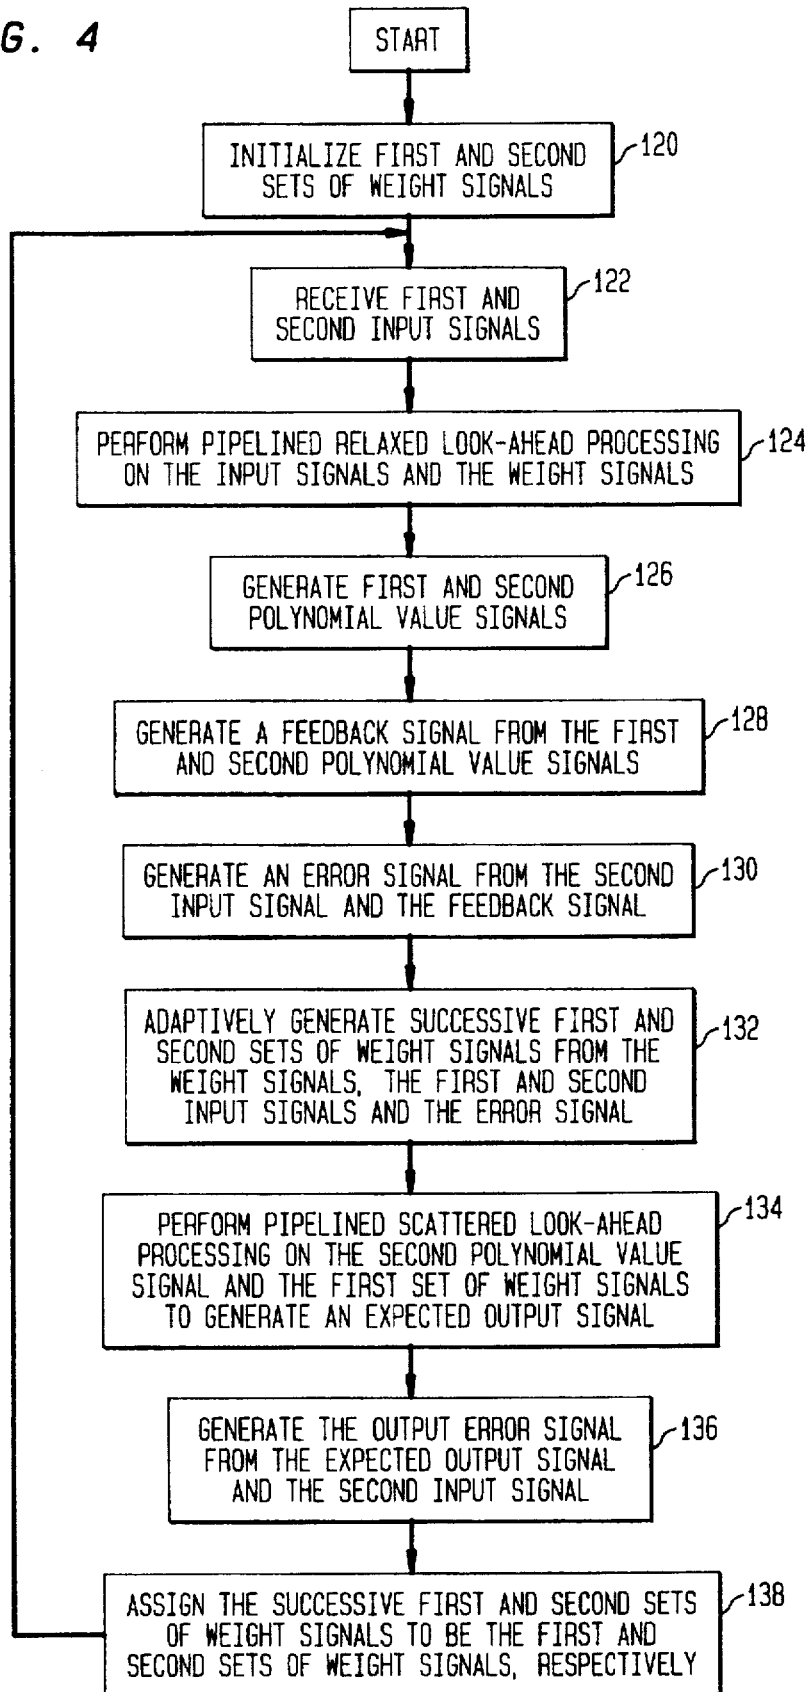 G. 4
START
INITIALIZE FIRST AND SECOND
SETS OF WEIGHT SIGNALS
120
RECEIVE FIRST AND
SECOND INPUT SIGNALS
122
PERFORM PIPELINED RELAXED LOOK-AHEAD PROCESSING
ON THE INPUT SIGNALS AND THE WEIGHT SIGNALS
124
GENERATE FIRST AND SECOND
POLYNOMIAL VALUE SIGNALS
126
GENERATE A FEEDBACK SIGNAL FROM THE FIRST
AND SECOND POLYNOMIAL VALUE SIGNALS
128
GENERATE AN ERROR SIGNAL FROM THE SECOND
INPUT SIGNAL AND THE FEEDBACK SIGNAL
130
ADAPTIVELY GENERATE SUCCESSIVE FIRST AND
SECOND SETS OF WEIGHT SIGNALS FROM THE
WEIGHT SIGNALS, THE FIRST AND SECOND
INPUT SIGNALS AND THE ERROR SIGNAL
132
PERFORM PIPELINED SCATTERED LOOK-AHEAD
PROCESSING ON THE SECOND POLYNOMIAL VALUE
SIGNAL AND THE FIRST SET OF WEIGHT SIGNALS
TO GENERATE AN EXPECTED OUTPUT SIGNAL
134
GENERATE THE OUTPUT ERROR SIGNAL
FROM THE EXPECTED OUTPUT SIGNAL
AND THE SECOND INPUT SIGNAL
136
ASSIGN THE SUCCESSIVE FIRST AND SECOND SETS
OF WEIGHT SIGNALS TO BE THE FIRST AND
SECOND SETS OF WEIGHT SIGNALS, RESPECTIVELY
138